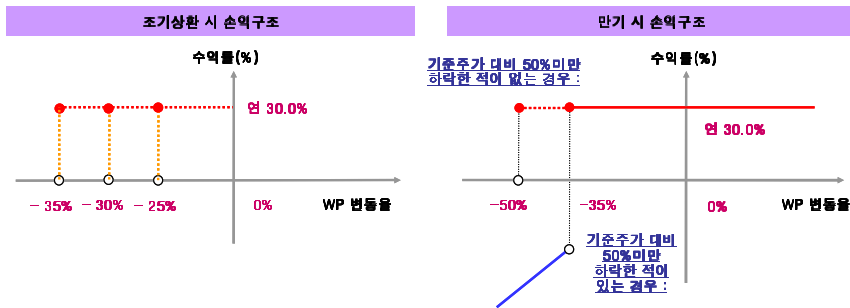 조기상환 시 손익구조
수익률(%)
연 30.0%
- 35%
- 30%
- 25%
0%
WP 변동율
만기 시 손익구조
기준주가 대비 50%미만
하락한 적이 없는 경우 :
수익률(%)
연 30.0%
-50%
-35%
0%
WP 변동율
기준주가 대비
50%미만
하락한 적이
있는 경우 :